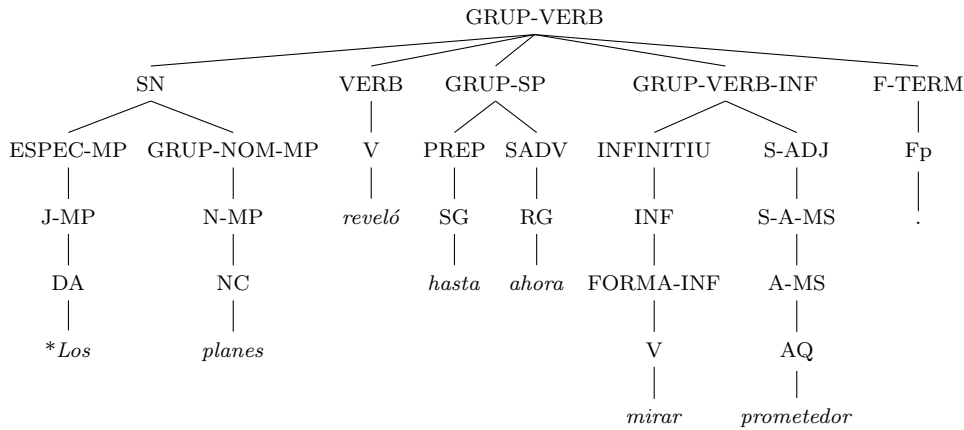 GRUP-VERB
SN VERB GRUP-SP GRUP-VERB-INF F-TERM
ESPEC-MP GRUP-NOM-MP V PREP SADV INFINITIU S-ADJ Fp
J-MP N-MP reveló SG RG INF S-A-MS .
DA NC hasta ahora FORMA-INF A-MS
*Los planes V AQ
mirar prometedor